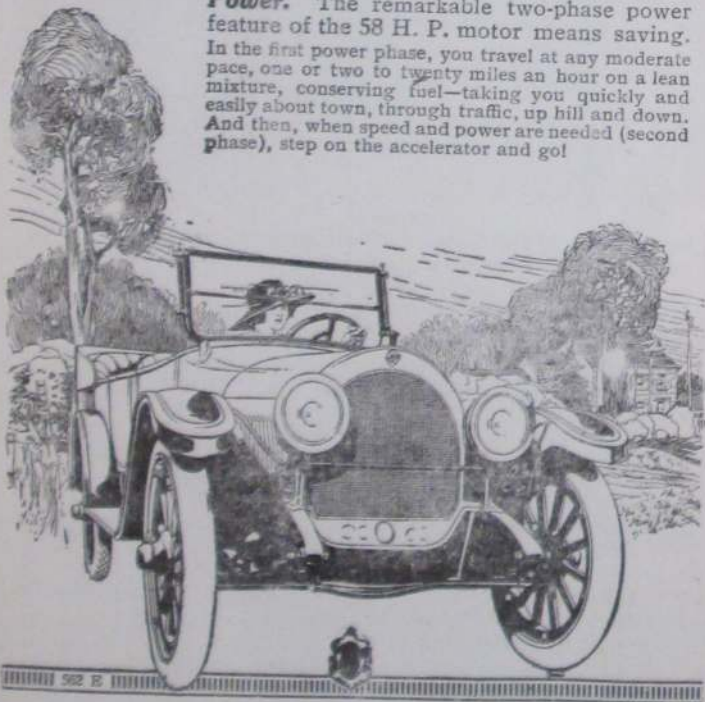 Power. The remarkable two-phase power
feature of the 58 H. P. motor means saving.
In the first power phase, you travel at any moderate
pace, one or two to twenty miles an hour on a lean
mixture, conserving fuel—taking you quickly and
easily about town, through traffic, up hill and down.
And then, when speed and power are needed (second
phase), step on the accelerator and go!
562 E